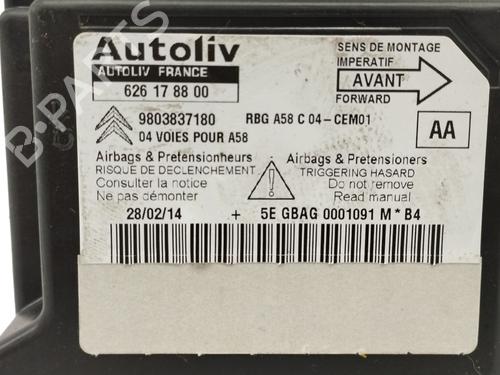 Autoliv
AUTOLIV FRANCE
626 17 88 00
SENS DE MONTAGE
IMPERATIF
AVANT
FORWARD
9803837180 RBG A58 C 04-CEM01
04 VOIES POUR A58
AA
Airbags & Pretensionheurs Airbags & Pretensioners
RISQUE DE DECLENCHEMENT TRIGGERING HASARD
Consulter la notice Do not remove
Ne pas démonter Read manual
28/02/14 + 5E GBAG 0001091 M * B4
B-PARTS